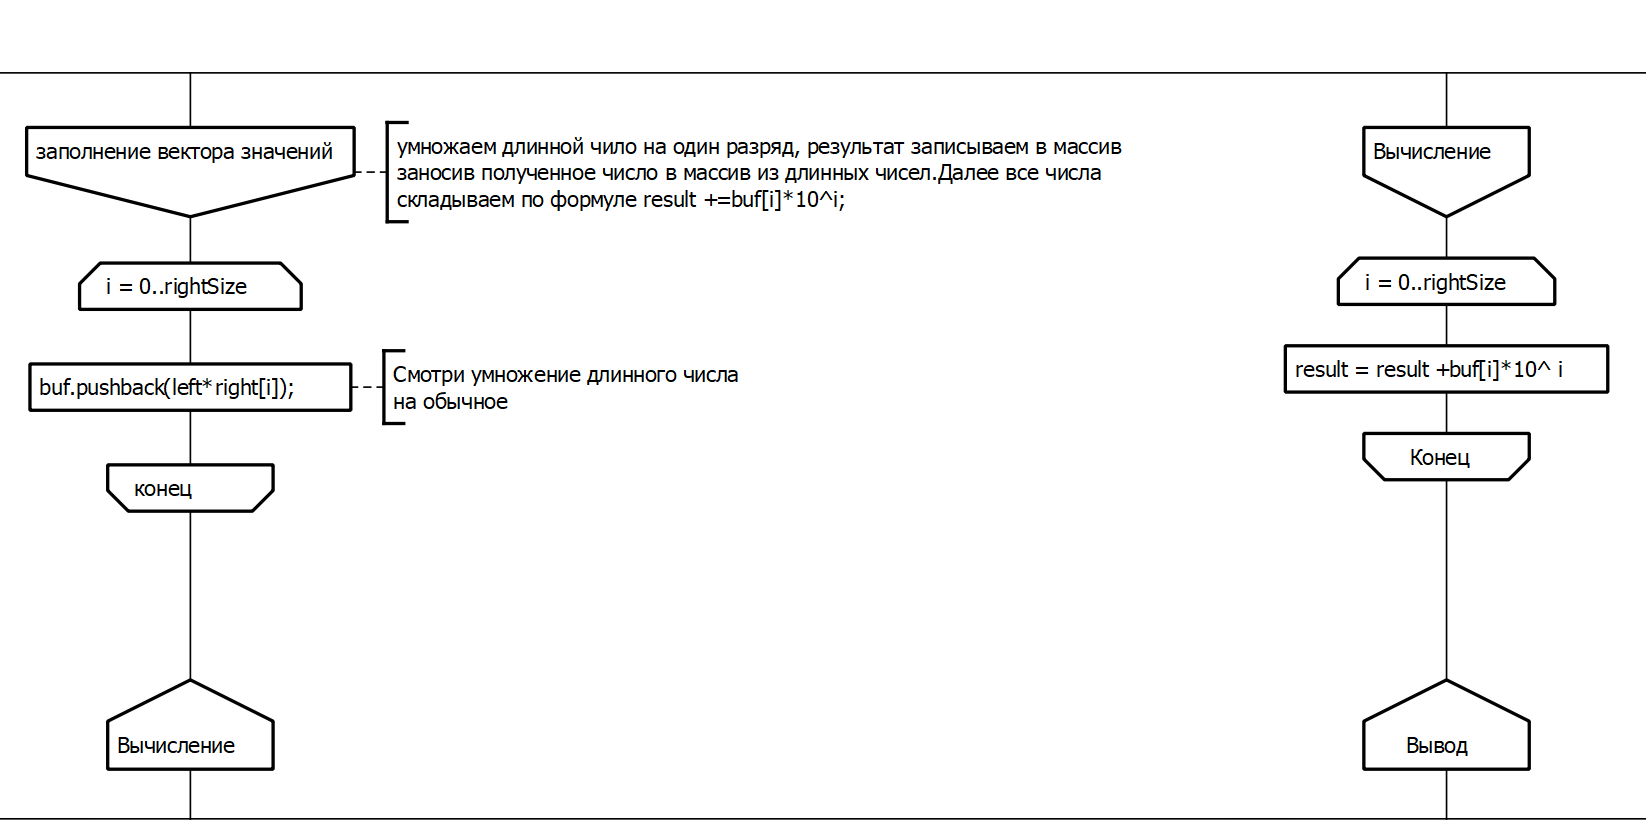 заполнение вектора значений
умножаем длинной чило на один разряд, результат записываем в массив
заносив полученное число в массив из длинных чисел.Далее все числа
складываем по формуле result +=buf[i]*10^i;
i = 0..rightSize
buf.pushback(left*right[i]);
Смотри умножение длинного числа
на обычное
конец
Вычисление
Вычисление
i = 0..rightSize
result = result +buf[i]*10^ i
Конец
Вывод